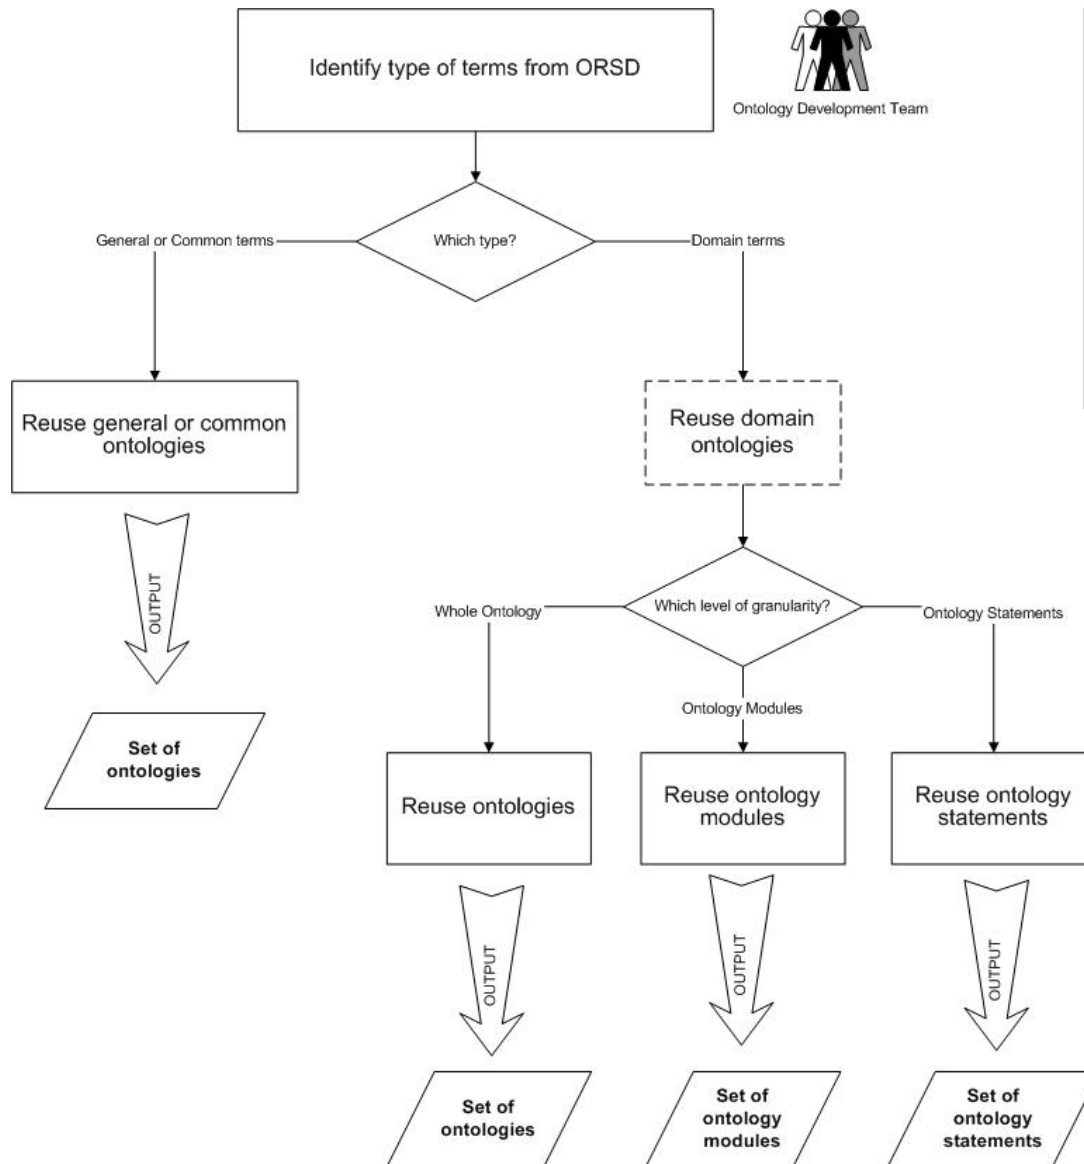 Identify type of terms from ORSD
Ontology Development Team
General or Common terms
Which type?
Domain terms
Reuse general or common
ontologies
Reuse domain
ontologies
OUTPUT
Which level of granularity?
Whole Ontology
Ontology Statements
Ontology Modules
Set of
ontologies
Reuse ontologies
Reuse ontology
modules
Reuse ontology
statements
OUTPUT
OUTPUT
OUTPUT
Set of
ontologies
Set of
ontology
modules
Set of
ontology
statements